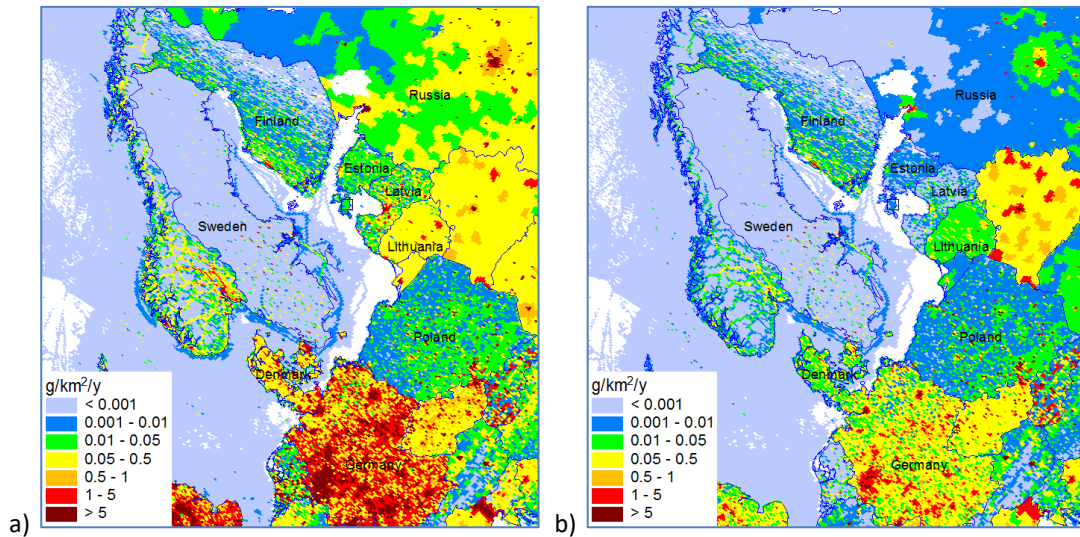 Russia
Finland
Estonia
Latvia
Sweden
Lithuania
Poland
Denmark
Germany
g/km²/y
< 0.001
0.001 - 0.01
0.01 - 0.05
0.05 - 0.5
0.5 - 1
1 - 5
> 5
a)
Russia
Finland
Estonia
Latvia
Sweden
Lithuania
Poland
Denmark
Germany
g/km²/y
< 0.001
0.001 - 0.01
0.01 - 0.05
0.05 - 0.5
0.5 - 1
1 - 5
> 5
b)